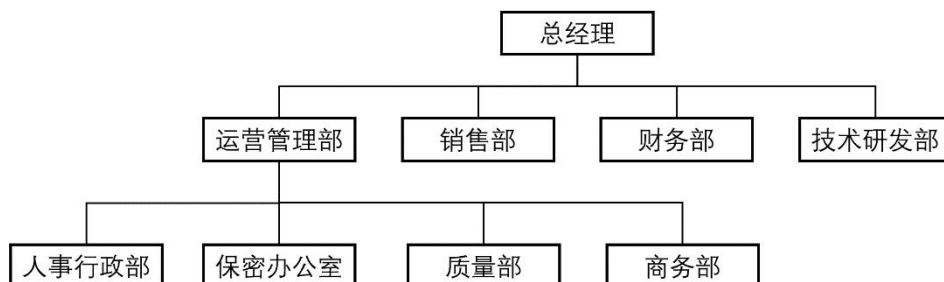 总经理
运营管理部
销售部
财务部
技术研发部
人事行政部
保密办公室
质量部
商务部